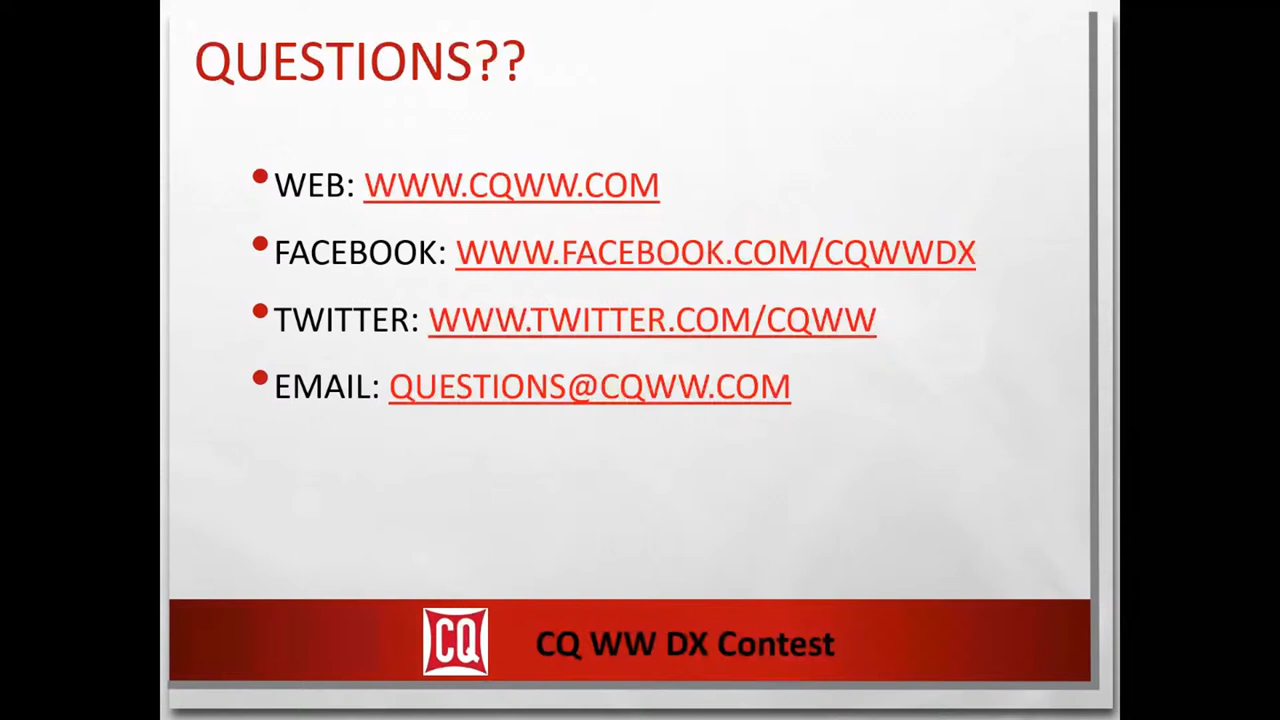 QUESTIONS??
•WEB: WWW.CQWW.COM
•FACEBOOK: WWW.FACEBOOK.COM/CQWWDX
•TWITTER: WWW.TWITTER.COM/CQWW
•EMAIL: QUESTIONS@CQWW.COM
CQ CQ WW DX Contest